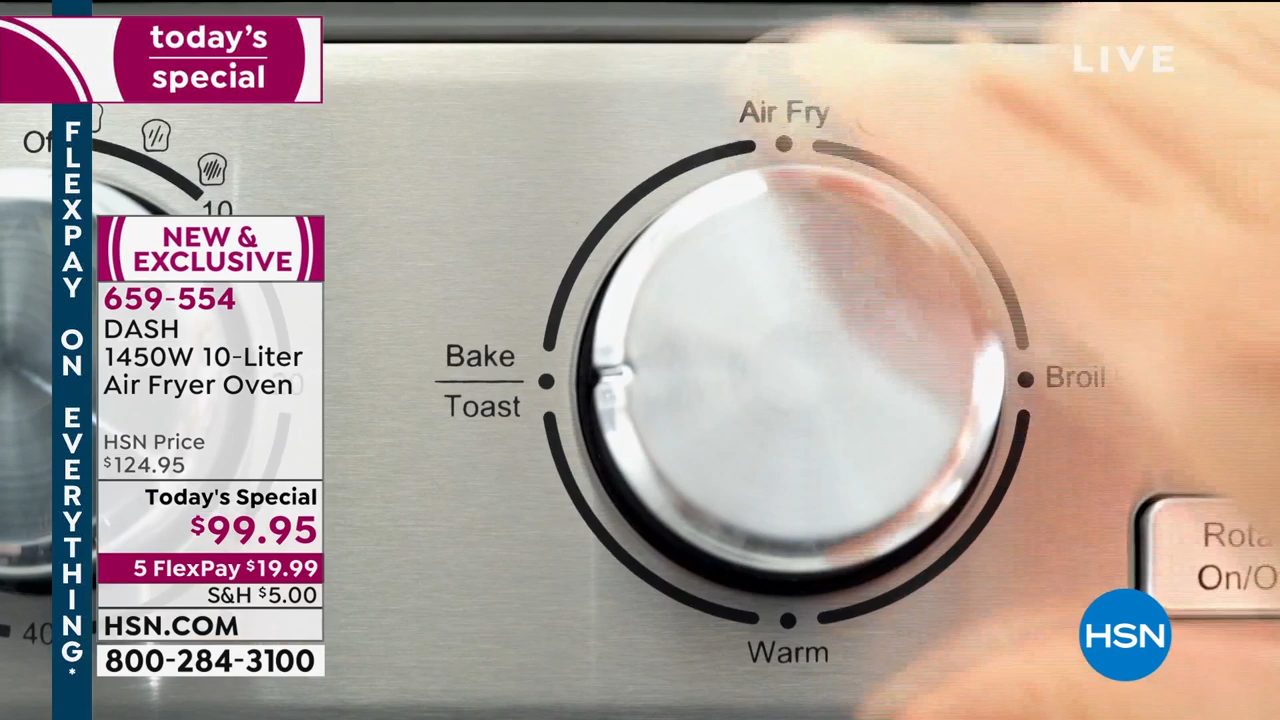 today's
special
LIVE
FLEXPAY ON EVERYTHING*
Air Fry
10
NEW &
EXCLUSIVE
659-554
DASH
1450W 10-Liter
Air Fryer Oven
HSN Price
$124.95
Today's Special
$99.95
5 FlexPay $19.99
S&H $5.00
HSN.COM
800-284-3100
Bake
Toast
Broil
Warm
On/O
HSN
40